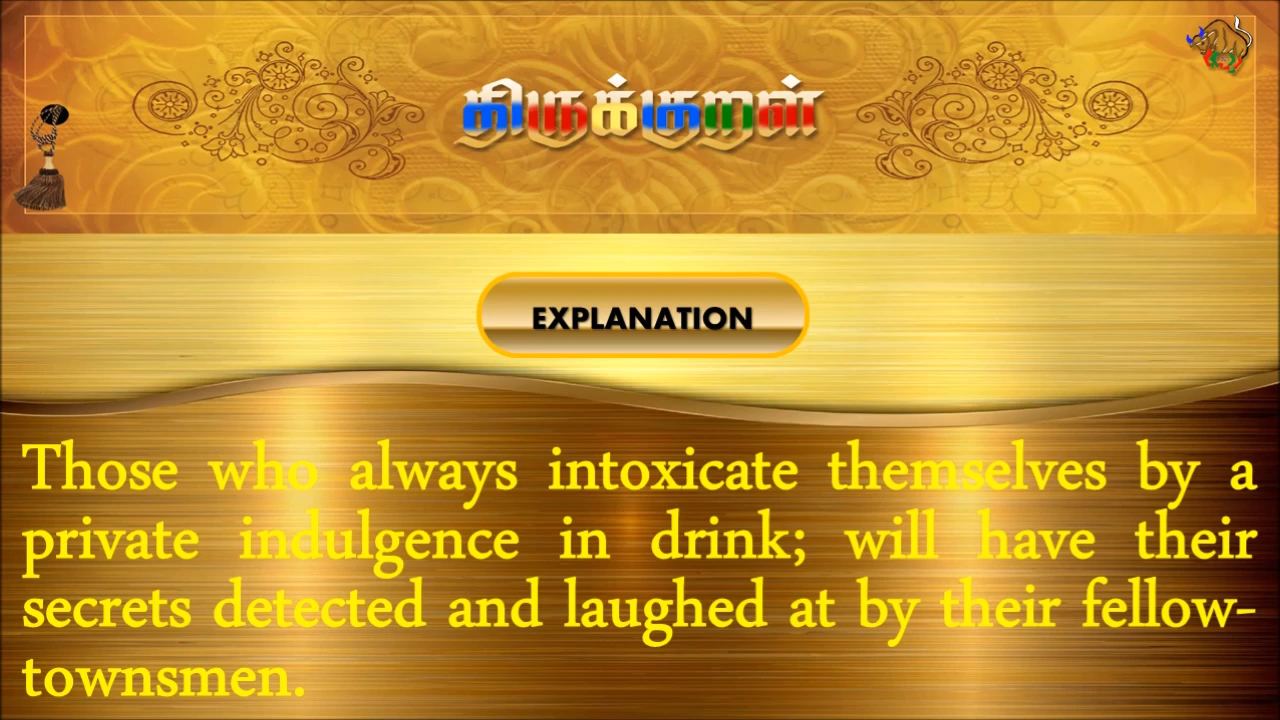 திருக்குறள்
EXPLANATION
Those who always intoxicate themselves by a
private indulgence in drink; will have their
secrets detected and laughed at by their fellow-
townsmen.